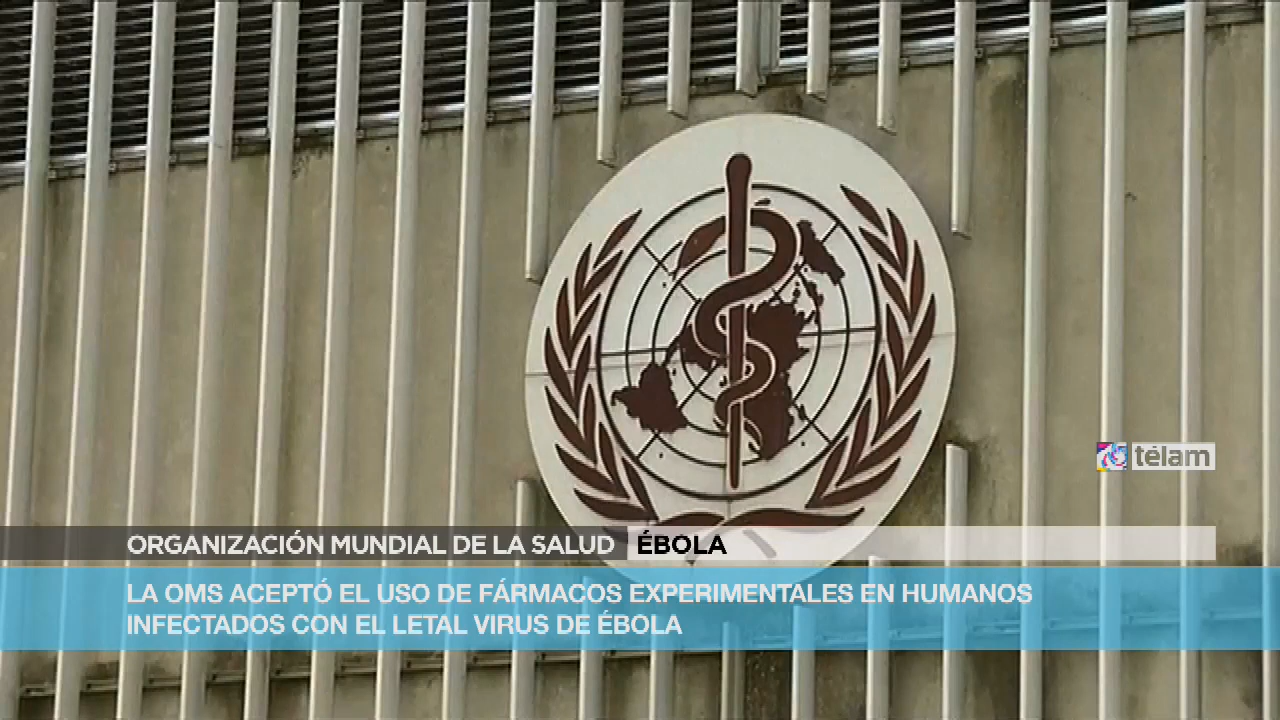 télam
ORGANIZACIÓN MUNDIAL DE LA SALUD ÉBOLA
LA OMS ACEPTÓ EL USO DE FÁRMACOS EXPERIMENTALES EN HUMANOS
INFECTADOS CON EL LETAL VIRUS DE ÉBOLA